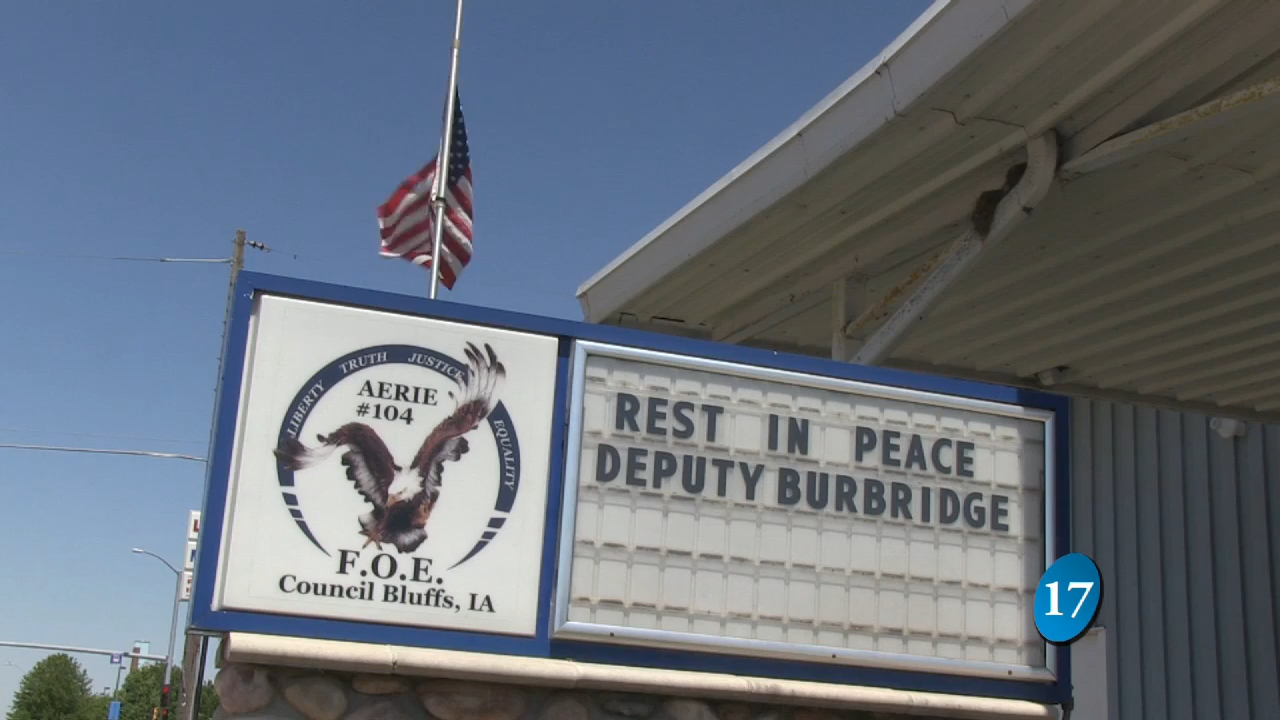 LIBERTY TRUTH JUSTICE EQUALITY
AERIE
#104
F.O.E.
Council Bluffs, IA
REST IN PEACE
DEPUTY BURBRIDGE
17